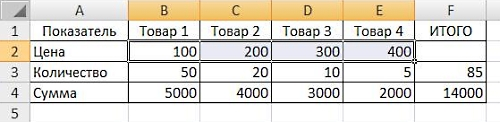 A B C D E F
1 Показатель Товар 1 Товар 2 Товар 3 Товар 4 ИТОГО
2 Цена 100 200 300 400
3 Количество 50 20 10 5 85
4 Сумма 5000 4000 3000 2000 14000
5